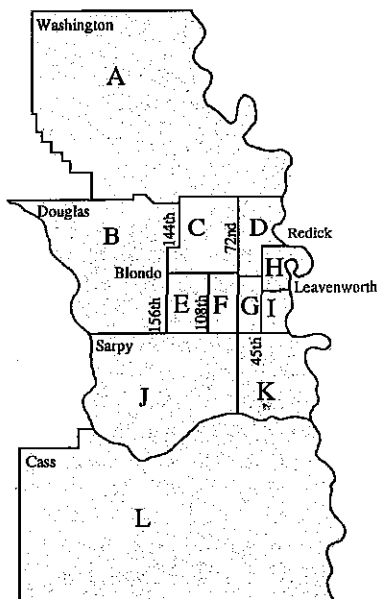 Washington
A
Douglas
B
144th
C
72nd
D
Redick
Blondo
H
Leavenworth
156th
E
108th
F
G
I
45th
Sarpy
J
K
Cass
L